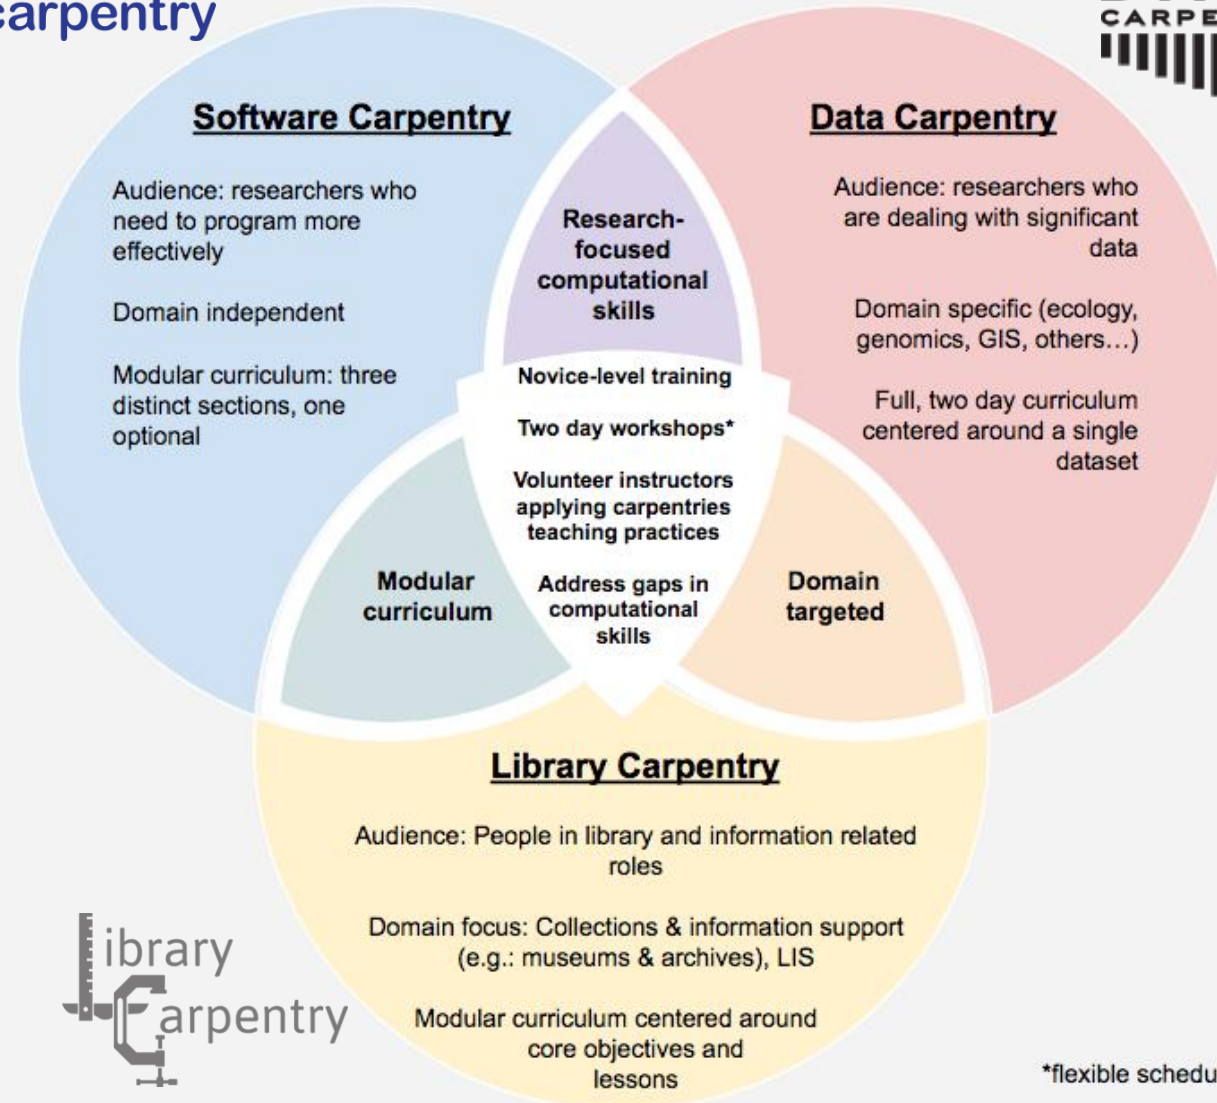 carpentry
Software Carpentry
Audience: researchers who
need to program more
effectively
Domain independent
Modular curriculum: three
distinct sections, one
optional
Data Carpentry
Audience: researchers who
are dealing with significant
data
Domain specific (ecology,
genomics, GIS, others...)
Full, two day curriculum
centered around a single
dataset
Research-
focused
computational
skills
Novice-level training
Two day workshops*
Volunteer instructors
applying carpentries
teaching practices
Address gaps in
computational
skills
Modular
curriculum
Domain
targeted
Library Carpentry
Audience: People in library and information related
roles
Domain focus: Collections & information support
(e.g.: museums & archives), LIS
Modular curriculum centered around
core objectives and
lessons
Library
Carpentry
*flexible